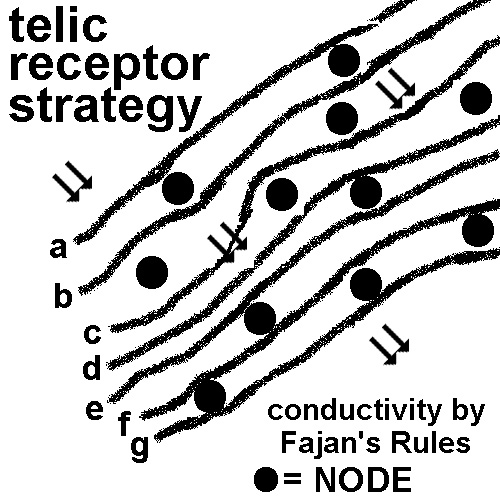 telic
receptor
strategy
a
b
c
d
e
f
g
conductivity by
Fajan's Rules
= NODE